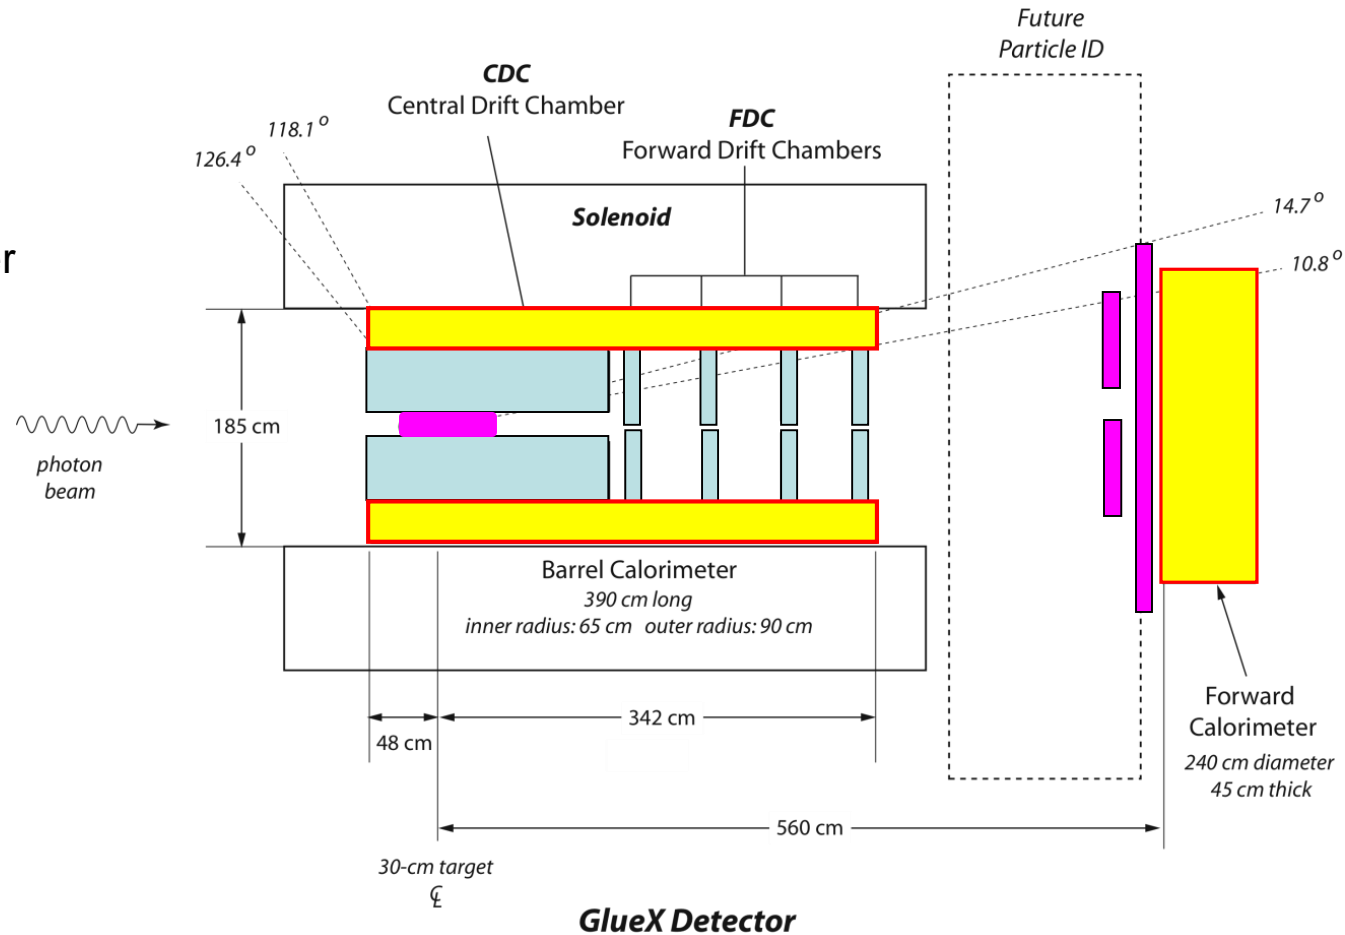 Future
Particle ID
CDC
Central Drift Chamber
118.1°
126.4°
FDC
Forward Drift Chambers
14.7°
10.8°
Solenoid
or
185 cm
photon
beam
Barrel Calorimeter
390 cm long
inner radius: 65 cm outer radius: 90 cm
342 cm
48 cm
Forward
Calorimeter
240 cm diameter
45 cm thick
560 cm
30-cm target
℄
GlueX Detector